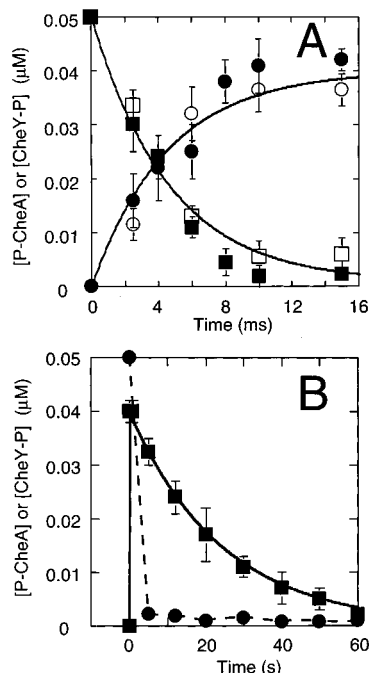 A
[P-CheA] or [CheY-P] (μM)
0.05
0.04
0.03
0.02
0.01
0
0 4 8 12 16
Time (ms)
B
[P-CheA] or [CheY-P] (μM)
0.05
0.04
0.03
0.02
0.01
0
0 20 40 60
Time (s)